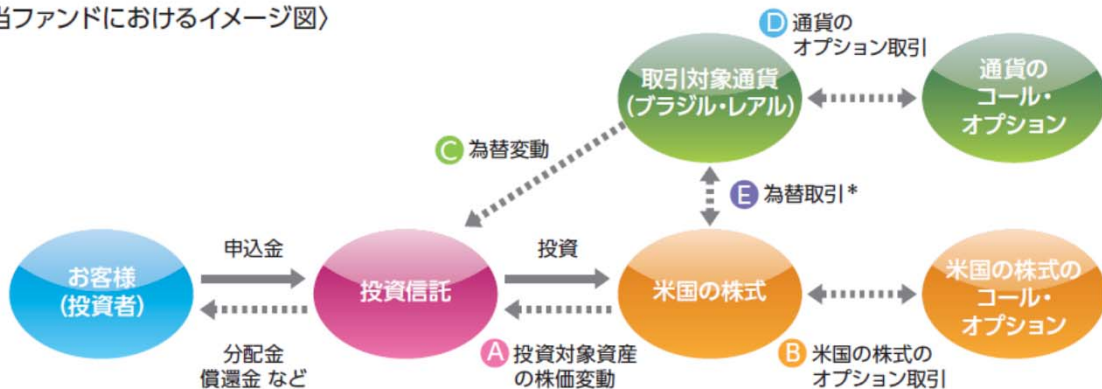 当ファンドにおけるイメージ図〉
D 通貨の
オプション取引
取引対象通貨
(ブラジル・レアル)
通貨の
コール・
オプション
C 為替変動
E 為替取引*
申込金
投資
お客様
(投資者)
投資信託
米国の株式
米国の株式の
コール・
オプション
分配金
償還金 など
A 投資対象資産
の株価変動
B 米国の株式の
オプション取引